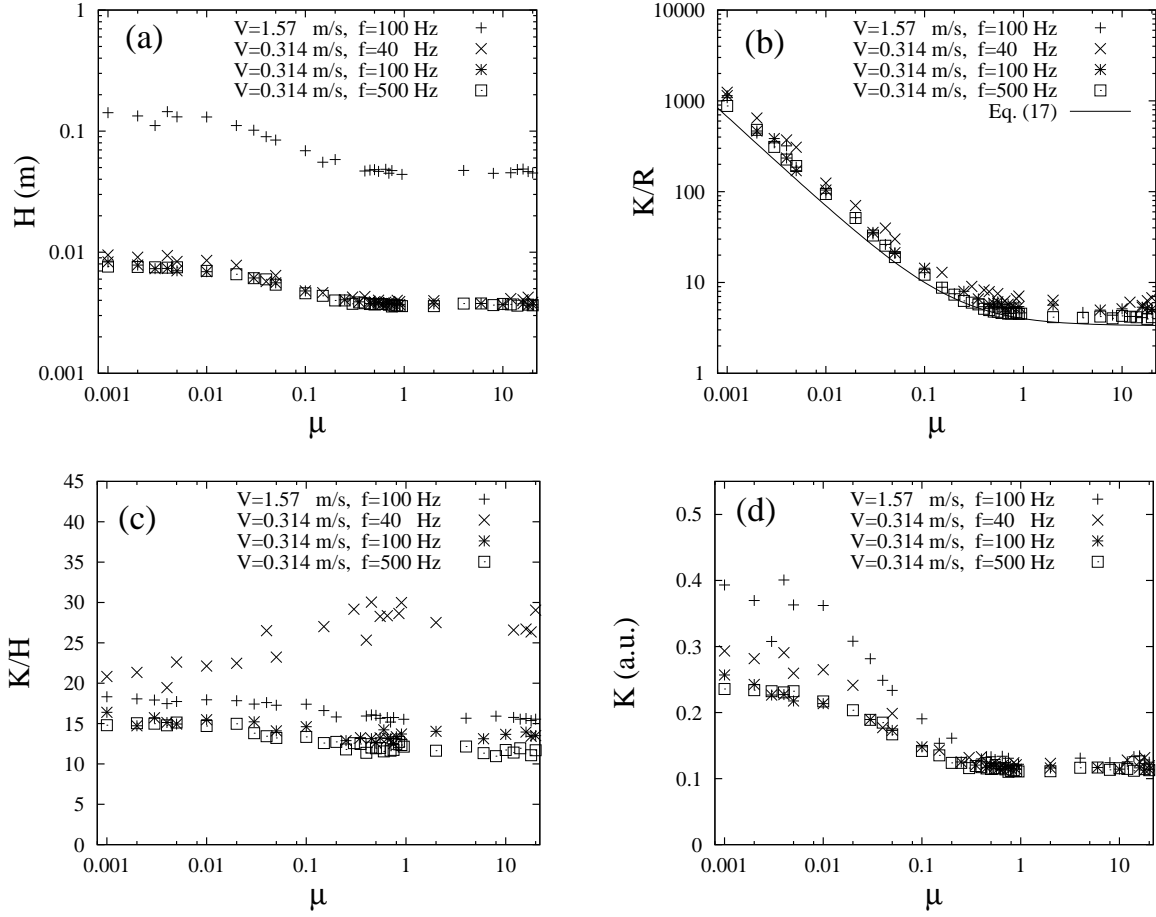 (a)
V=1.57 m/s, f=100 Hz
V=0.314 m/s, f=40 Hz
V=0.314 m/s, f=100 Hz
V=0.314 m/s, f=500 Hz
1
0.1
0.01
0.001
H (m)
0.001 0.01 0.1 1 10
μ
(b)
V=1.57 m/s, f=100 Hz
V=0.314 m/s, f=40 Hz
V=0.314 m/s, f=100 Hz
V=0.314 m/s, f=500 Hz
Eq. (17)
10000
1000
100
10
1
K/R
0.001 0.01 0.1 1 10
μ
(c)
V=1.57 m/s, f=100 Hz
V=0.314 m/s, f=40 Hz
V=0.314 m/s, f=100 Hz
V=0.314 m/s, f=500 Hz
45
40
35
30
25
20
15
10
5
0
K/H
0.001 0.01 0.1 1 10
μ
(d)
V=1.57 m/s, f=100 Hz
V=0.314 m/s, f=40 Hz
V=0.314 m/s, f=100 Hz
V=0.314 m/s, f=500 Hz
0.5
0.4
0.3
0.2
0.1
0
K (a.u.)
0.001 0.01 0.1 1 10
μ